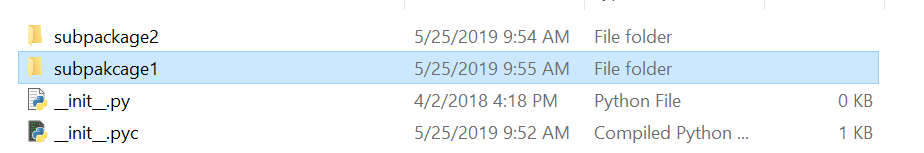 subpackage2 5/25/2019 9:54 AM File folder
subpakcage1 5/25/2019 9:55 AM File folder
__init__.py 4/2/2018 4:18 PM Python File 0 KB
__init__.pyc 5/25/2019 9:52 AM Compiled Python ... 1 KB